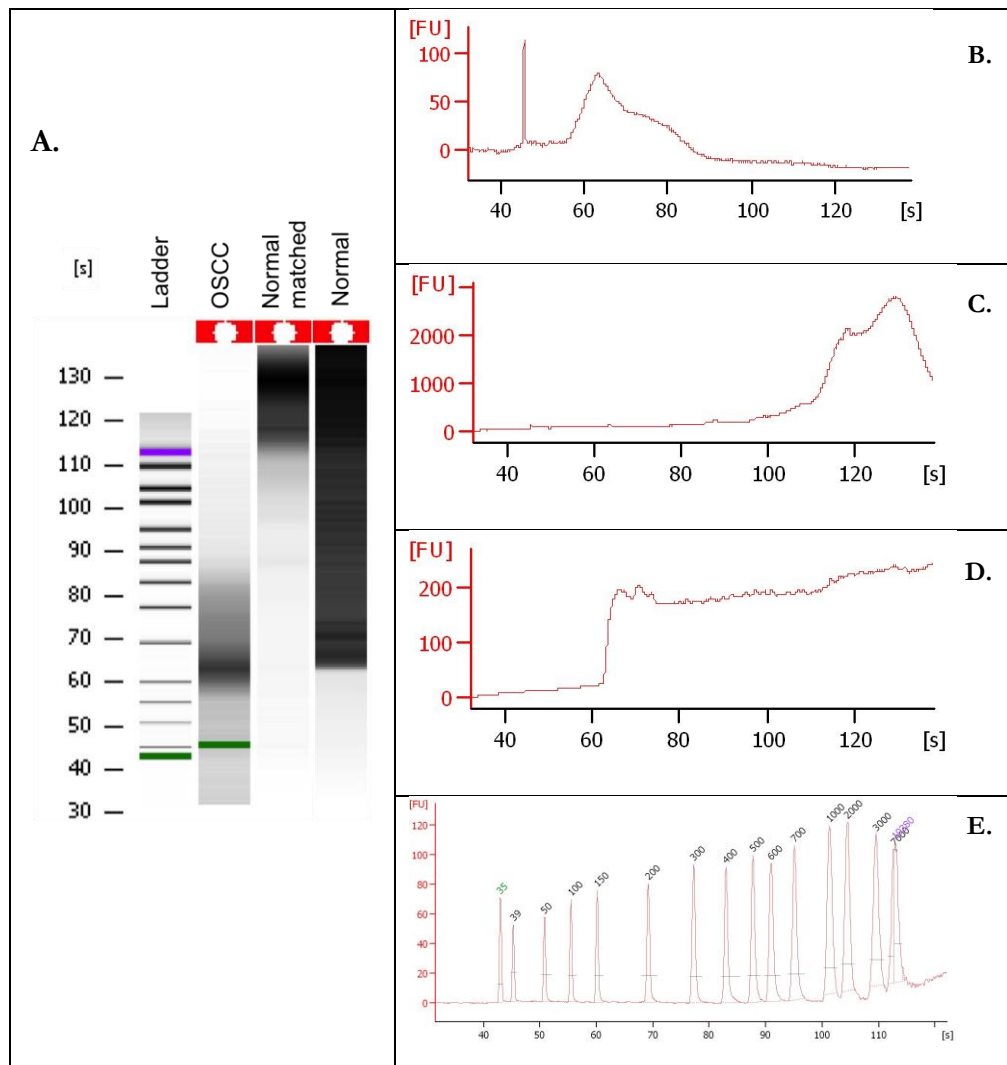 A.
[s]
Ladder
OSCC
Normal matched
Normal
130
120
110
100
90
80
70
60
50
40
30
B.
[FU]
100
50
0
40 60 80 100 120 [s]
C.
[FU]
2000
1000
0
40 60 80 100 120 [s]
D.
[FU]
200
100
0
40 60 80 100 120 [s]
E.
[FU]
120
100
80
60
40
20
0
35 39 50 100 150 200 300 400 500 600 700 1000 2000 3000 7000
40 50 60 70 80 90 100 110 [s]